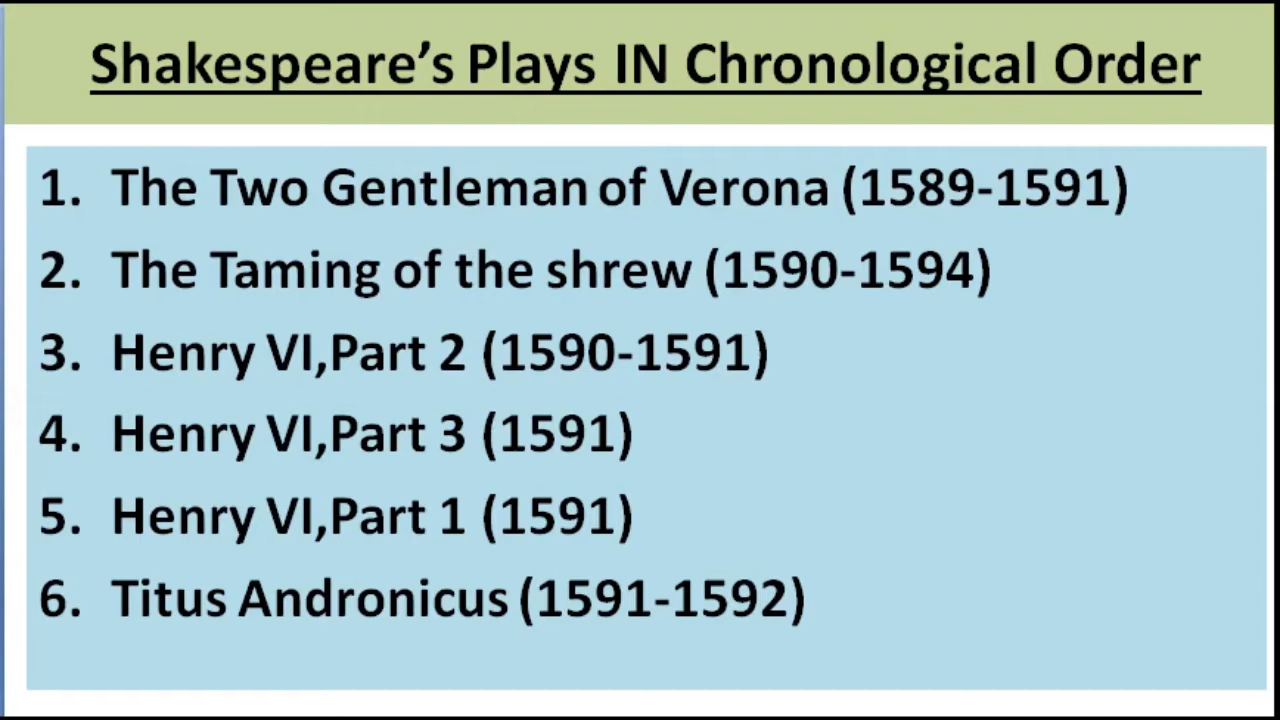 Shakespeare's Plays IN Chronological Order
1. The Two Gentleman of Verona (1589-1591)
2. The Taming of the shrew (1590-1594)
3. Henry VI,Part 2 (1590-1591)
4. Henry VI,Part 3 (1591)
5. Henry VI,Part 1 (1591)
6. Titus Andronicus (1591-1592)